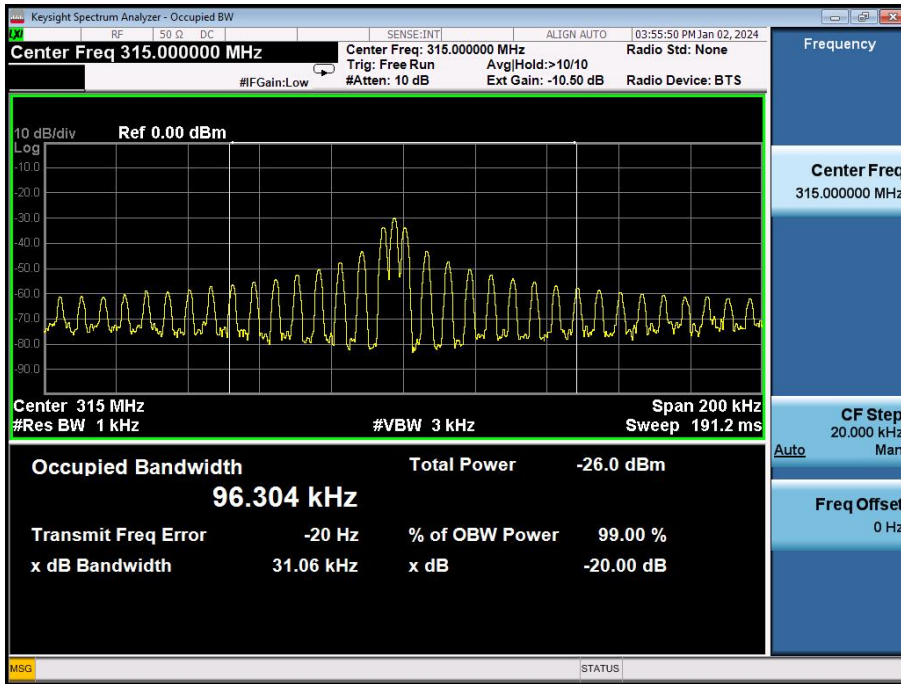 Keysight Spectrum Analyzer - Occupied BW
LXI RF 50 Ω DC SENSE:INT ALIGN AUTO 03:55:50 PM Jan 02, 2024
Center Freq 315.000000 MHz
Center Freq: 315.000000 MHz Radio Std: None
Trig: Free Run Avg|Hold:>10/10
#IFGain:Low #Atten: 10 dB Ext Gain: -10.50 dB Radio Device: BTS
10 dB/div Ref 0.00 dBm
Log
-10.0
-20.0
-30.0
-40.0
-50.0
-60.0
-70.0
-80.0
-90.0
Center 315 MHz Span 200 kHz
#Res BW 1 kHz #VBW 3 kHz Sweep 191.2 ms
Occupied Bandwidth Total Power -26.0 dBm
96.304 kHz
Transmit Freq Error -20 Hz % of OBW Power 99.00 %
x dB Bandwidth 31.06 kHz x dB -20.00 dB
Frequency
Center Freq
315.000000 MHz
CF Step
20.000 kHz
Auto Man
Freq Offset
0 Hz
MSG STATUS